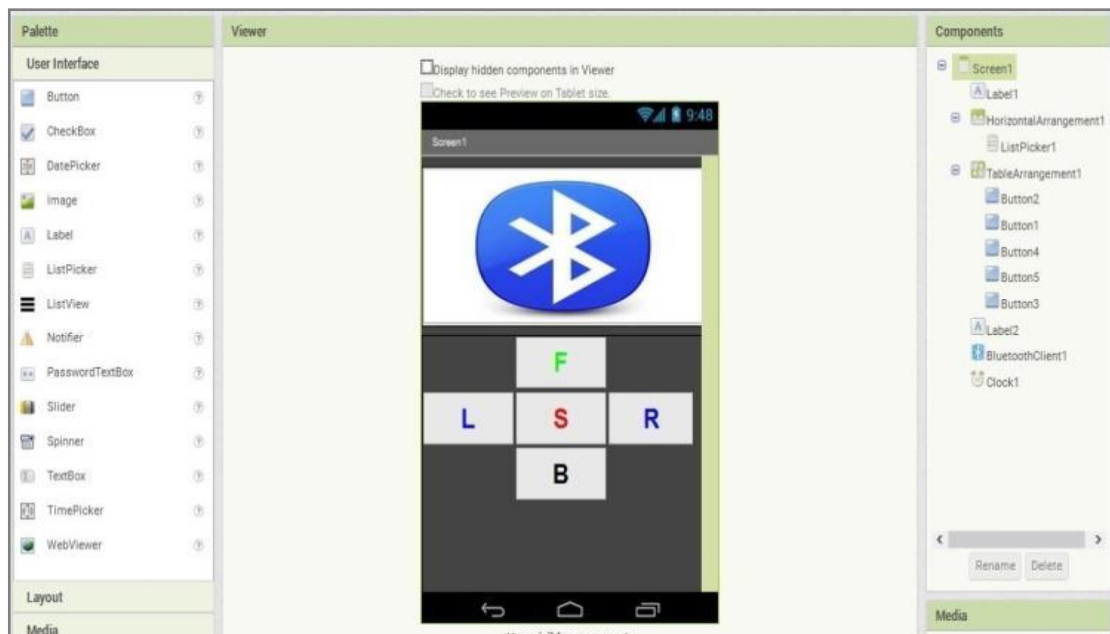 Palette
User Interface
Button
CheckBox
DatePicker
Image
Label
ListPicker
ListView
Notifier
PasswordTextBox
Slider
Spinner
TextBox
TimePicker
WebViewer
Layout
Media
Viewer
Display hidden components in Viewer
Check to see Preview on Tablet size.
9:48
Screen1
F
L S R
B
Components
Screen1
Label1
HorizontalArrangement1
ListPicker1
TableArrangement1
Button2
Button1
Button4
Button5
Button3
Label2
BluetoothClient1
Clock1
Rename Delete
Media